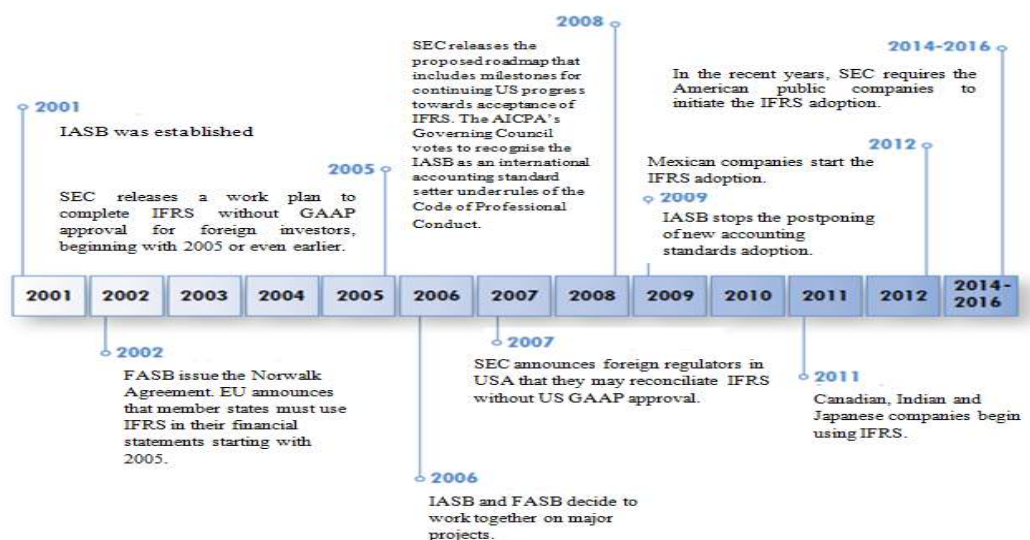 2008
SEC releases the
proposed roadmap that
includes milestones for
continuing US progress
towards acceptance of
IFRS. The AICPA's
Governing Council
votes to recognise the
IASB as an international
accounting standard
setter under rules of the
Code of Professional
Conduct.
2014-2016
In the recent years, SEC requires the
American public companies to
initiate the IFRS adoption.
2001
IASB was established
2005
SEC releases a work plan to
complete IFRS without GAAP
approval for foreign investors,
beginning with 2005 or even earlier.
2012
Mexican companies start the
IFRS adoption.
2009
IASB stops the postponing
of new accounting
standards adoption.
2001
2002
2003
2004
2005
2006
2007
2008
2009
2010
2011
2012
2014-
2016
2002
FASB issue the Norwalk
Agreement. EU announces
that member states must use
IFRS in their financial
statements starting with
2005.
2007
SEC announces foreign regulators in
USA that they may reconciliate IFRS
without US GAAP approval.
2011
Canadian, Indian and
Japanese companies begin
using IFRS.
2006
IASB and FASB decide to
work together on major
projects.